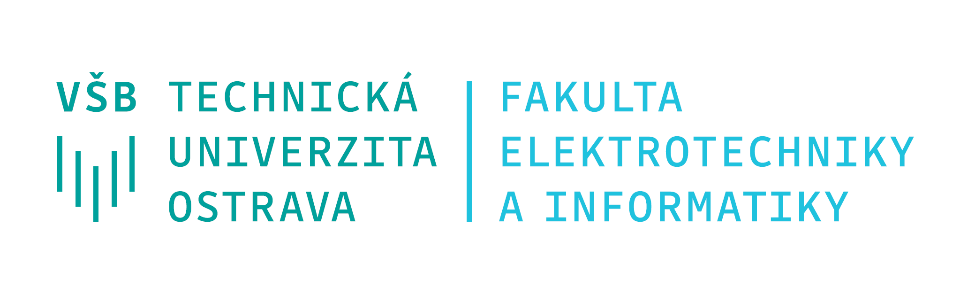 VŠB TECHNICKÁ
UNIVERZITA
OSTRAVA
FAKULTA
ELEKTROTECHNIKY
A INFORMATIKY